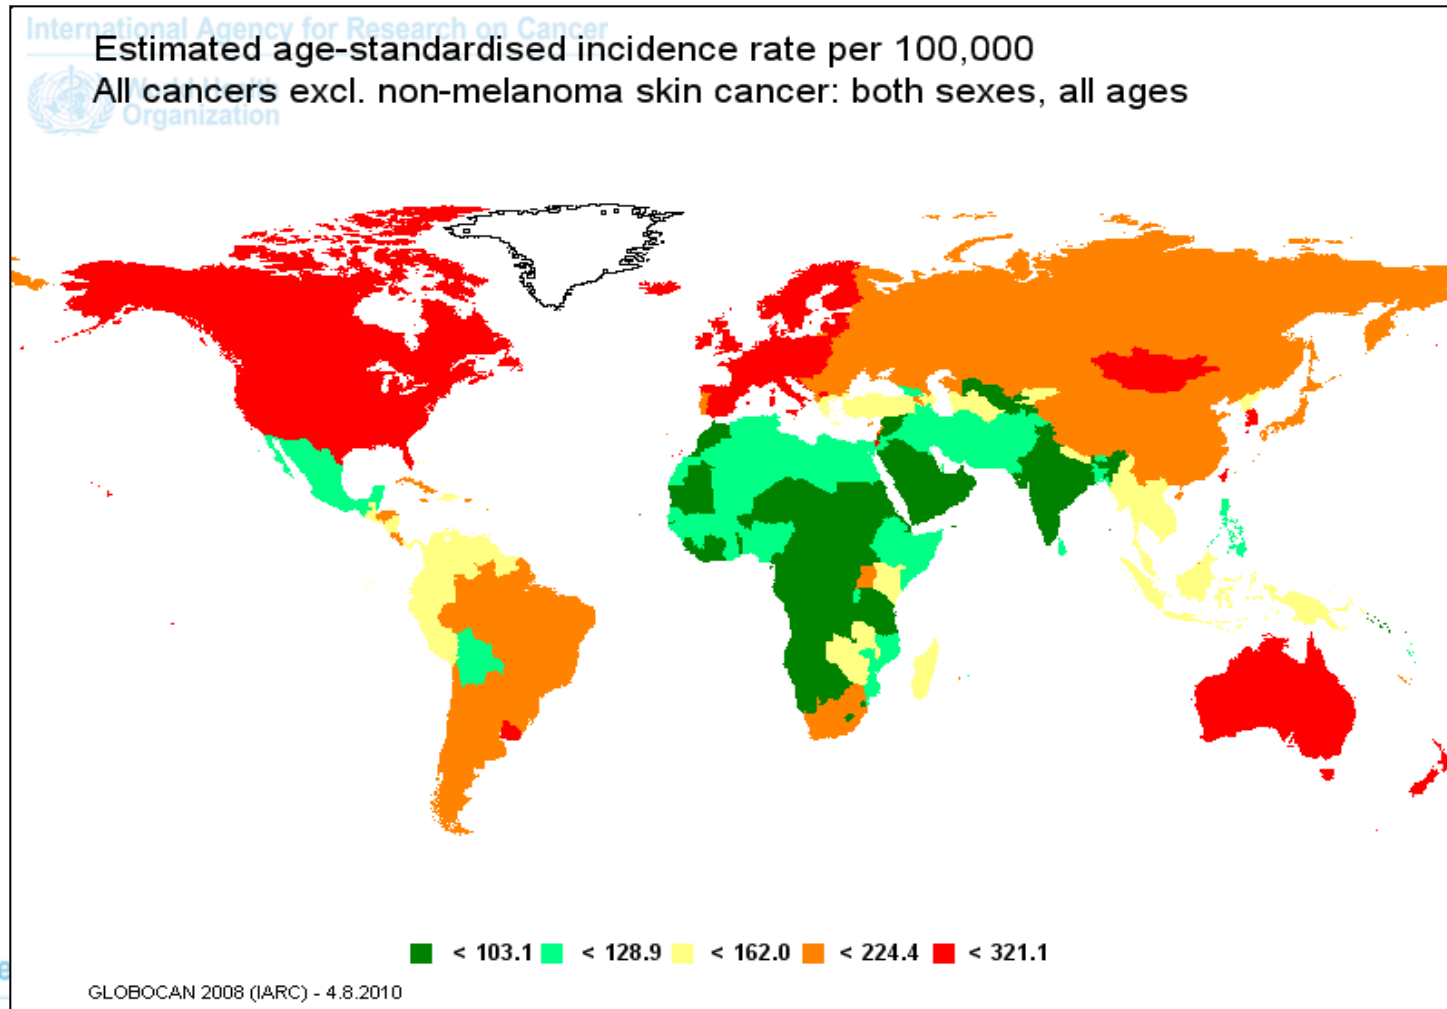 International Agency for Research on Cancer
Estimated age-standardised incidence rate per 100,000
World Health
All cancers excl. non-melanoma skin cancer: both sexes, all ages
Organization
< 103.1 < 128.9 < 162.0 < 224.4 < 321.1
GLOBOCAN 2008 (IARC) - 4.8.2010